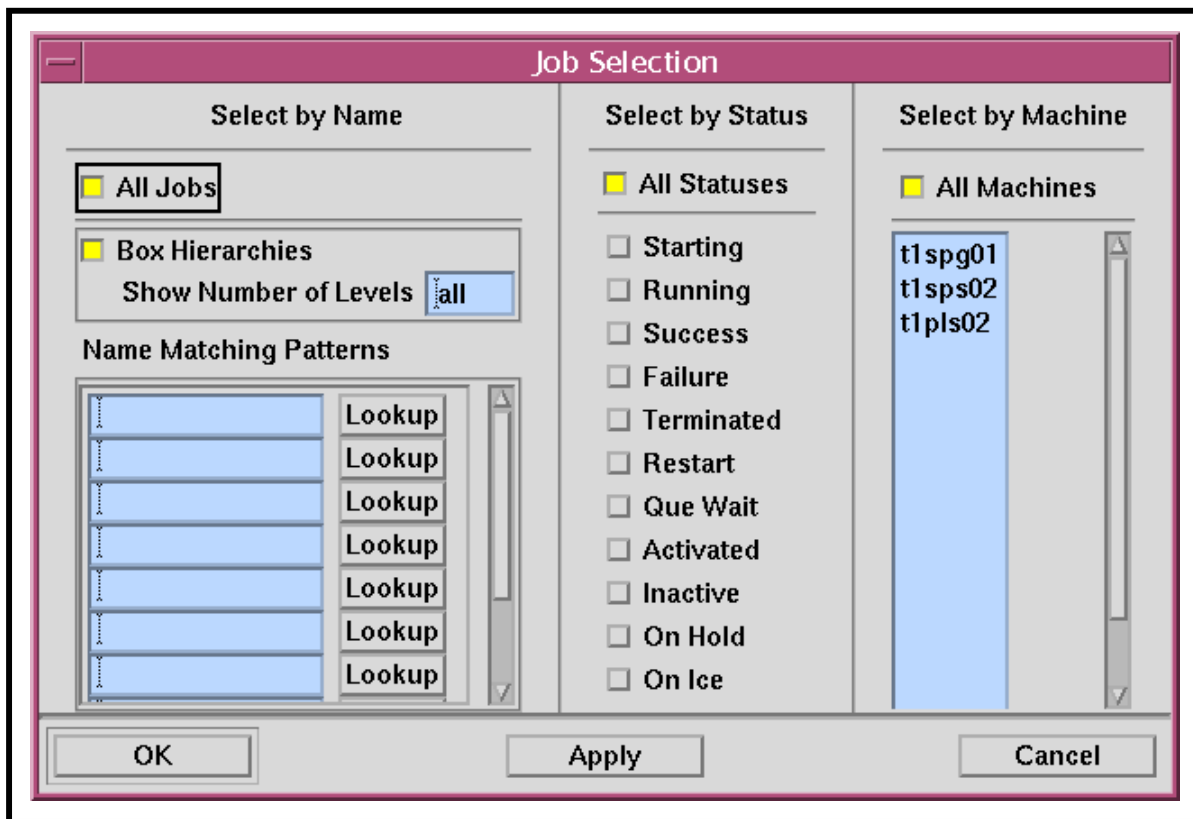 Job Selection
Select by Name
All Jobs
Box Hierarchies
Show Number of Levels all
Name Matching Patterns
Lookup
Lookup
Lookup
Lookup
Lookup
Lookup
Lookup
Select by Status
All Statuses
Starting
Running
Success
Failure
Terminated
Restart
Que Wait
Activated
Inactive
On Hold
On Ice
Select by Machine
All Machines
t1spg01
t1sps02
t1pls02
OK
Apply
Cancel